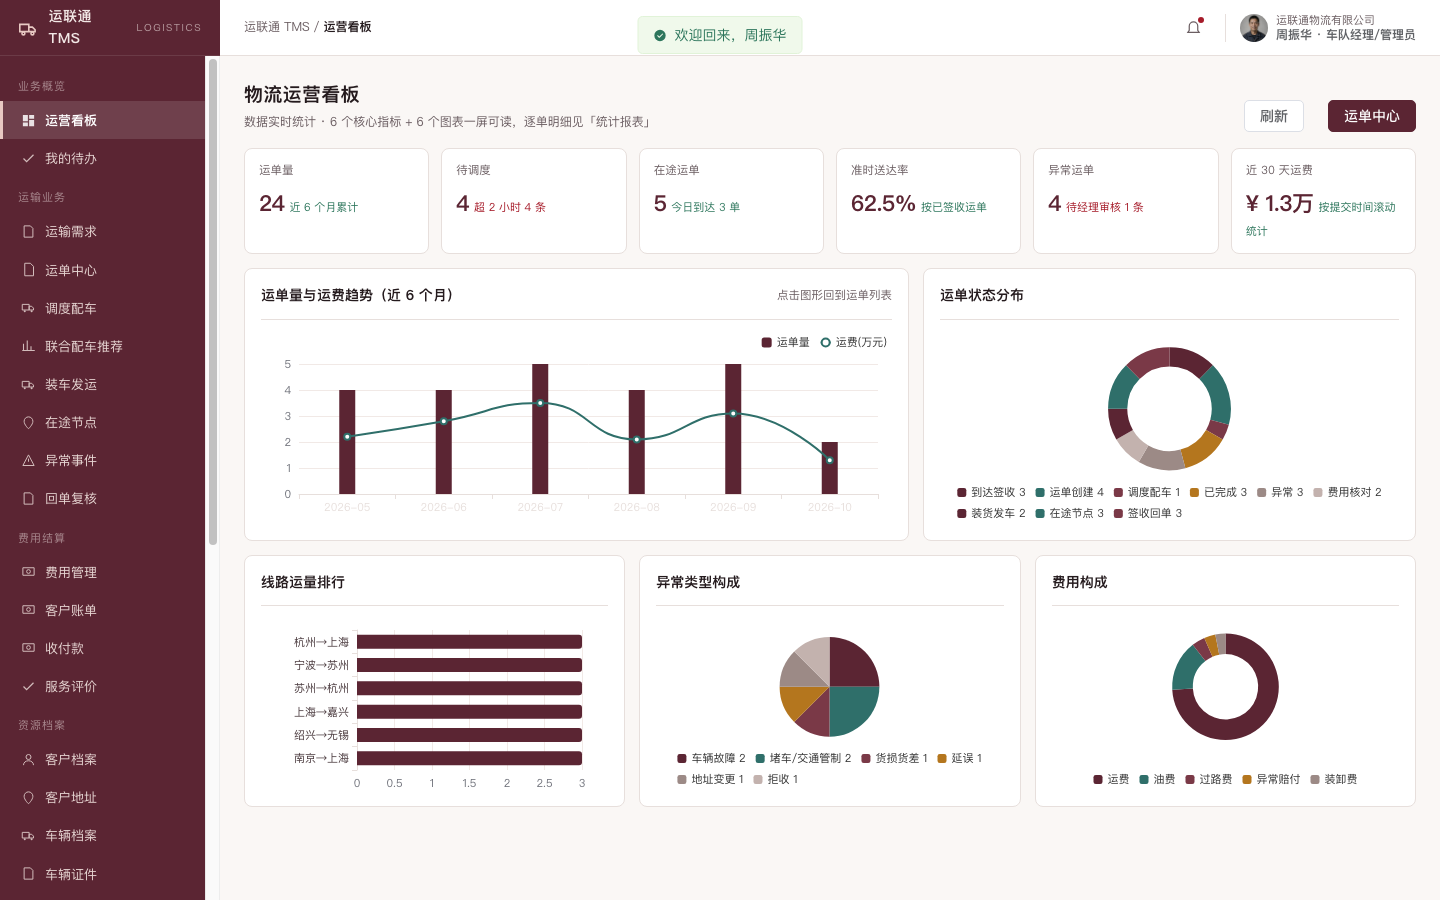 运联通
TMS
LOGISTICS
业务概览
运营看板
我的待办
运输业务
运输需求
运单中心
调度配车
联合配车推荐
装车发运
在途节点
异常事件
回单复核
费用结算
费用管理
客户账单
收付款
服务评价
资源档案
客户档案
客户地址
车辆档案
车辆证件
运联通 TMS / 运营看板
欢迎回来，周振华
运联通物流有限公司
周振华 · 车队经理/管理员
物流运营看板
数据实时统计 · 6 个核心指标 + 6 个图表一屏可读，逐单明细见「统计报表」
刷新
运单中心
运单量
24 近 6 个月累计
待调度
4 超 2 小时 4 条
在途运单
5 今日到达 3 单
准时送达率
62.5% 按已签收运单
异常运单
4 待经理审核 1 条
近 30 天运费
¥ 1.3万 按提交时间滚动
统计
运单量与运费趋势（近 6 个月）
点击图形回到运单列表
运单量 运费(万元)
5
4
3
2
1
0
2026-05 2026-06 2026-07 2026-08 2026-09 2026-10
运单状态分布
到达签收 3 运单创建 4 调度配车 1 已完成 3 异常 3 费用核对 2
装货发车 2 在途节点 3 签收回单 3
线路运量排行
杭州→上海
宁波→苏州
苏州→杭州
上海→嘉兴
绍兴→无锡
南京→上海
0 0.5 1 1.5 2 2.5 3
异常类型构成
车辆故障 2 堵车/交通管制 2 货损货差 1 延误 1
地址变更 1 拒收 1
费用构成
运费 油费 过路费 异常赔付 装卸费